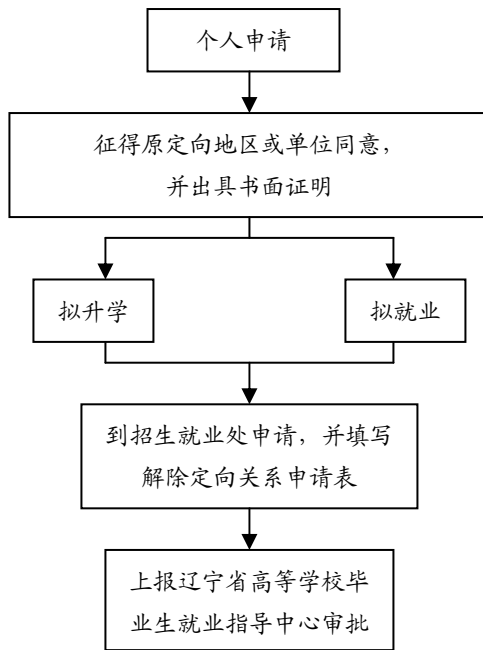 个人申请
征得原定向地区或单位同意，
并出具书面证明
拟升学
拟就业
到招生就业处申请，并填写
解除定向关系申请表
上报辽宁省高等学校毕
业生就业指导中心审批